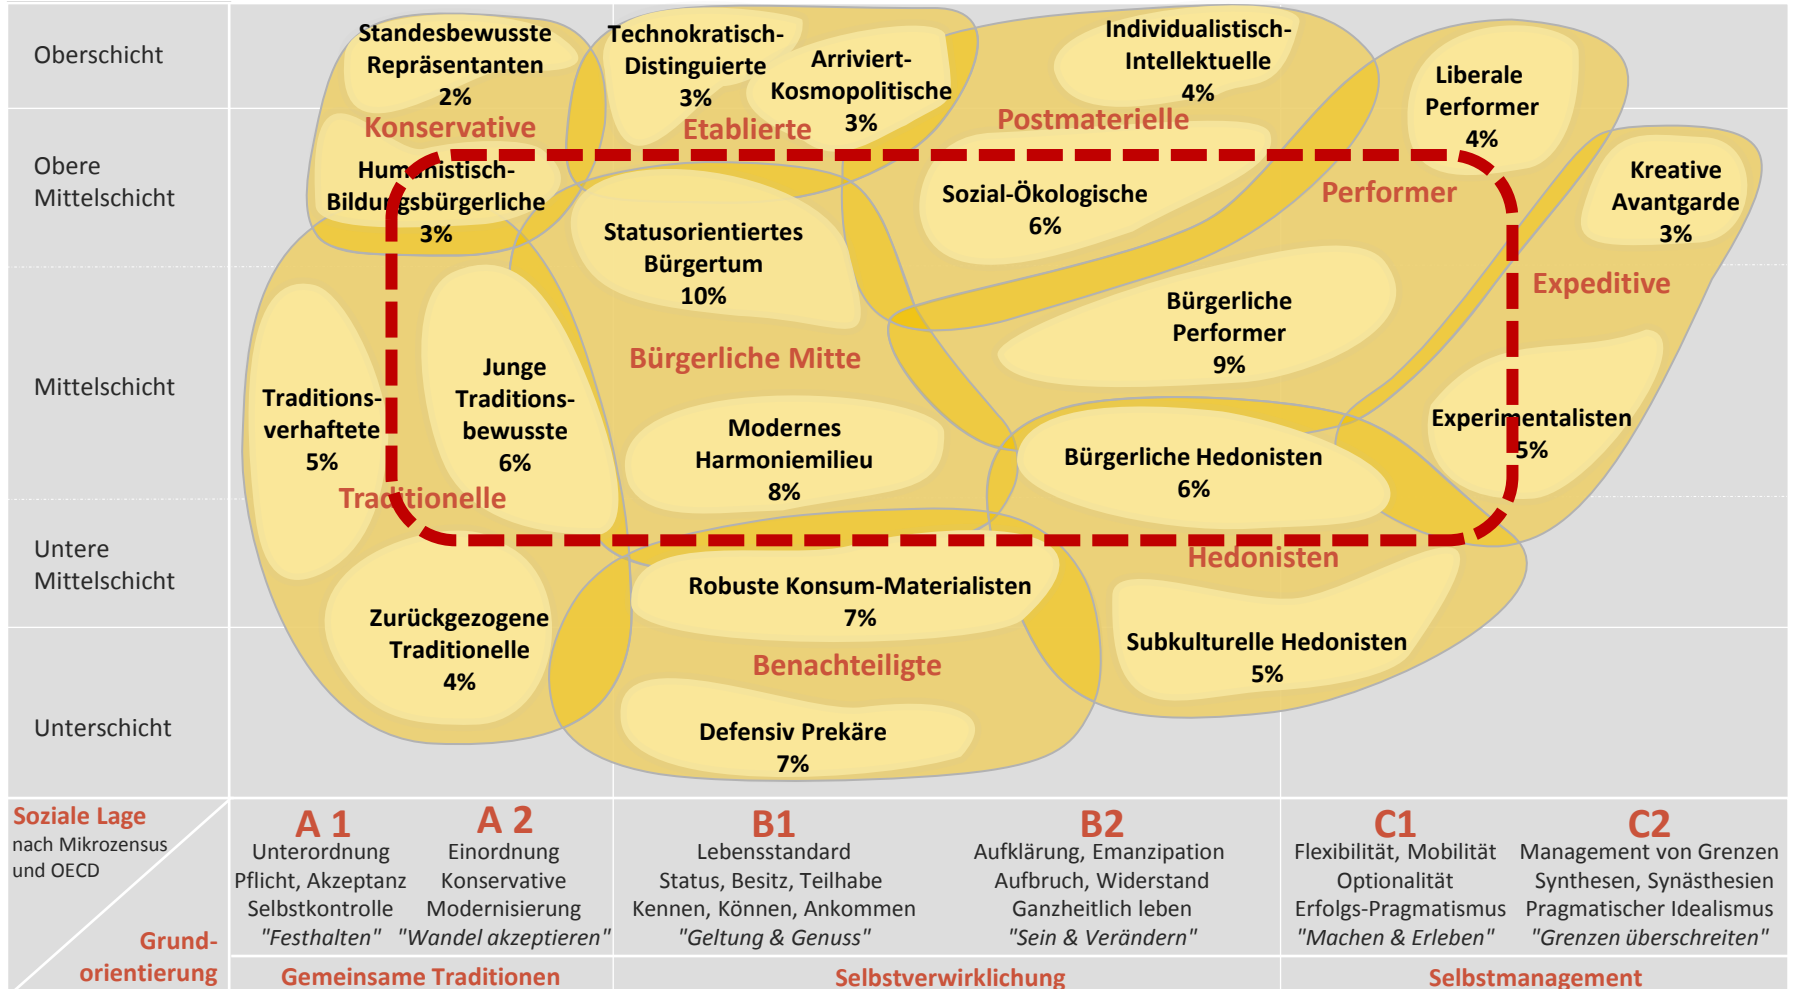 Oberschicht
Obere
Mittelschicht
Mittelschicht
Untere
Mittelschicht
Unterschicht
Standesbewusste
Repräsentanten
2%
Konservative
Humanistisch-
Bildungsbürgerliche
3%
Technokratisch-
Distinguierte
3%
Arriviert-
Kosmopolitische
3%
Etablierte
Individualistisch-
Intellektuelle
4%
Postmaterielle
Sozial-Ökologische
6%
Liberale
Performer
4%
Performer
Kreative
Avantgarde
3%
Expeditive
Statusorientiertes
Bürgertum
10%
Bürgerliche Mitte
Bürgerliche
Performer
9%
Traditions-
verhaftete
5%
Junge
Traditions-
bewusste
6%
Traditionelle
Modernes
Harmoniemilieu
8%
Bürgerliche Hedonisten
6%
Experimentalisten
5%
Hedonisten
Zurückgezogene
Traditionelle
4%
Robuste Konsum-Materialisten
7%
Benachteiligte
Subkulturelle Hedonisten
5%
Defensiv Prekäre
7%
Soziale Lage
nach Mikrozensus
und OECD
Grund-
orientierung
A 1
Unterordnung
Pflicht, Akzeptanz
Selbstkontrolle
"Festhalten"
A 2
Einordnung
Konservative
Modernisierung
"Wandel akzeptieren"
B1
Lebensstandard
Status, Besitz, Teilhabe
Kennen, Können, Ankommen
"Geltung & Genuss"
B2
Aufklärung, Emanzipation
Aufbruch, Widerstand
Ganzheitlich leben
"Sein & Verändern"
C1
Flexibilität, Mobilität
Optionalität
Erfolgs-Pragmatismus
"Machen & Erleben"
C2
Management von Grenzen
Synthesen, Synästhesien
Pragmatischer Idealismus
"Grenzen überschreiten"
Gemeinsame Traditionen
Selbstverwirklichung
Selbstmanagement